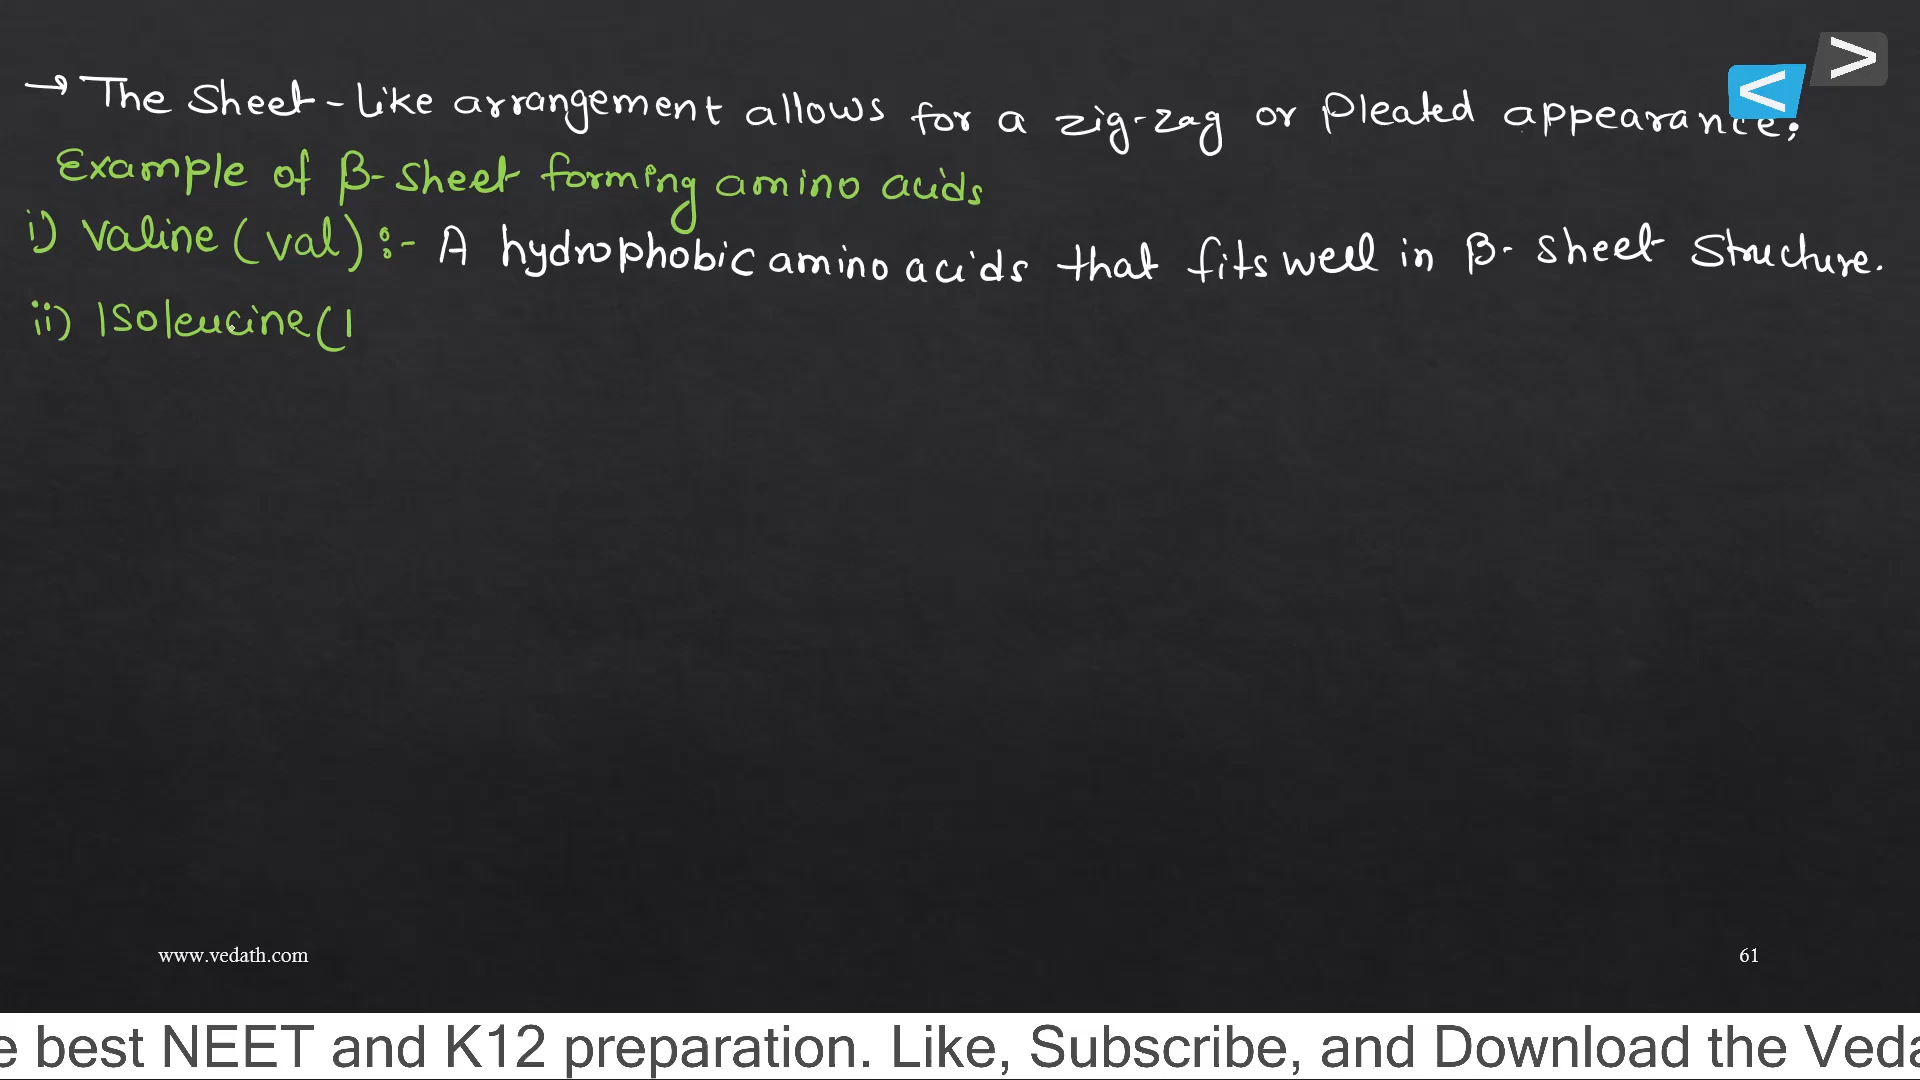 → The Sheet-like arrangement allows for a zig-zag or Pleated appearance.
Example of β-sheet forming amino acids
i) Valine (val) :- A hydrophobic amino acids that fits well in β-sheet Structure.
ii) Isoleucine (I
www.vedath.com
61
e best NEET and K12 preparation. Like, Subscribe, and Download the Veda